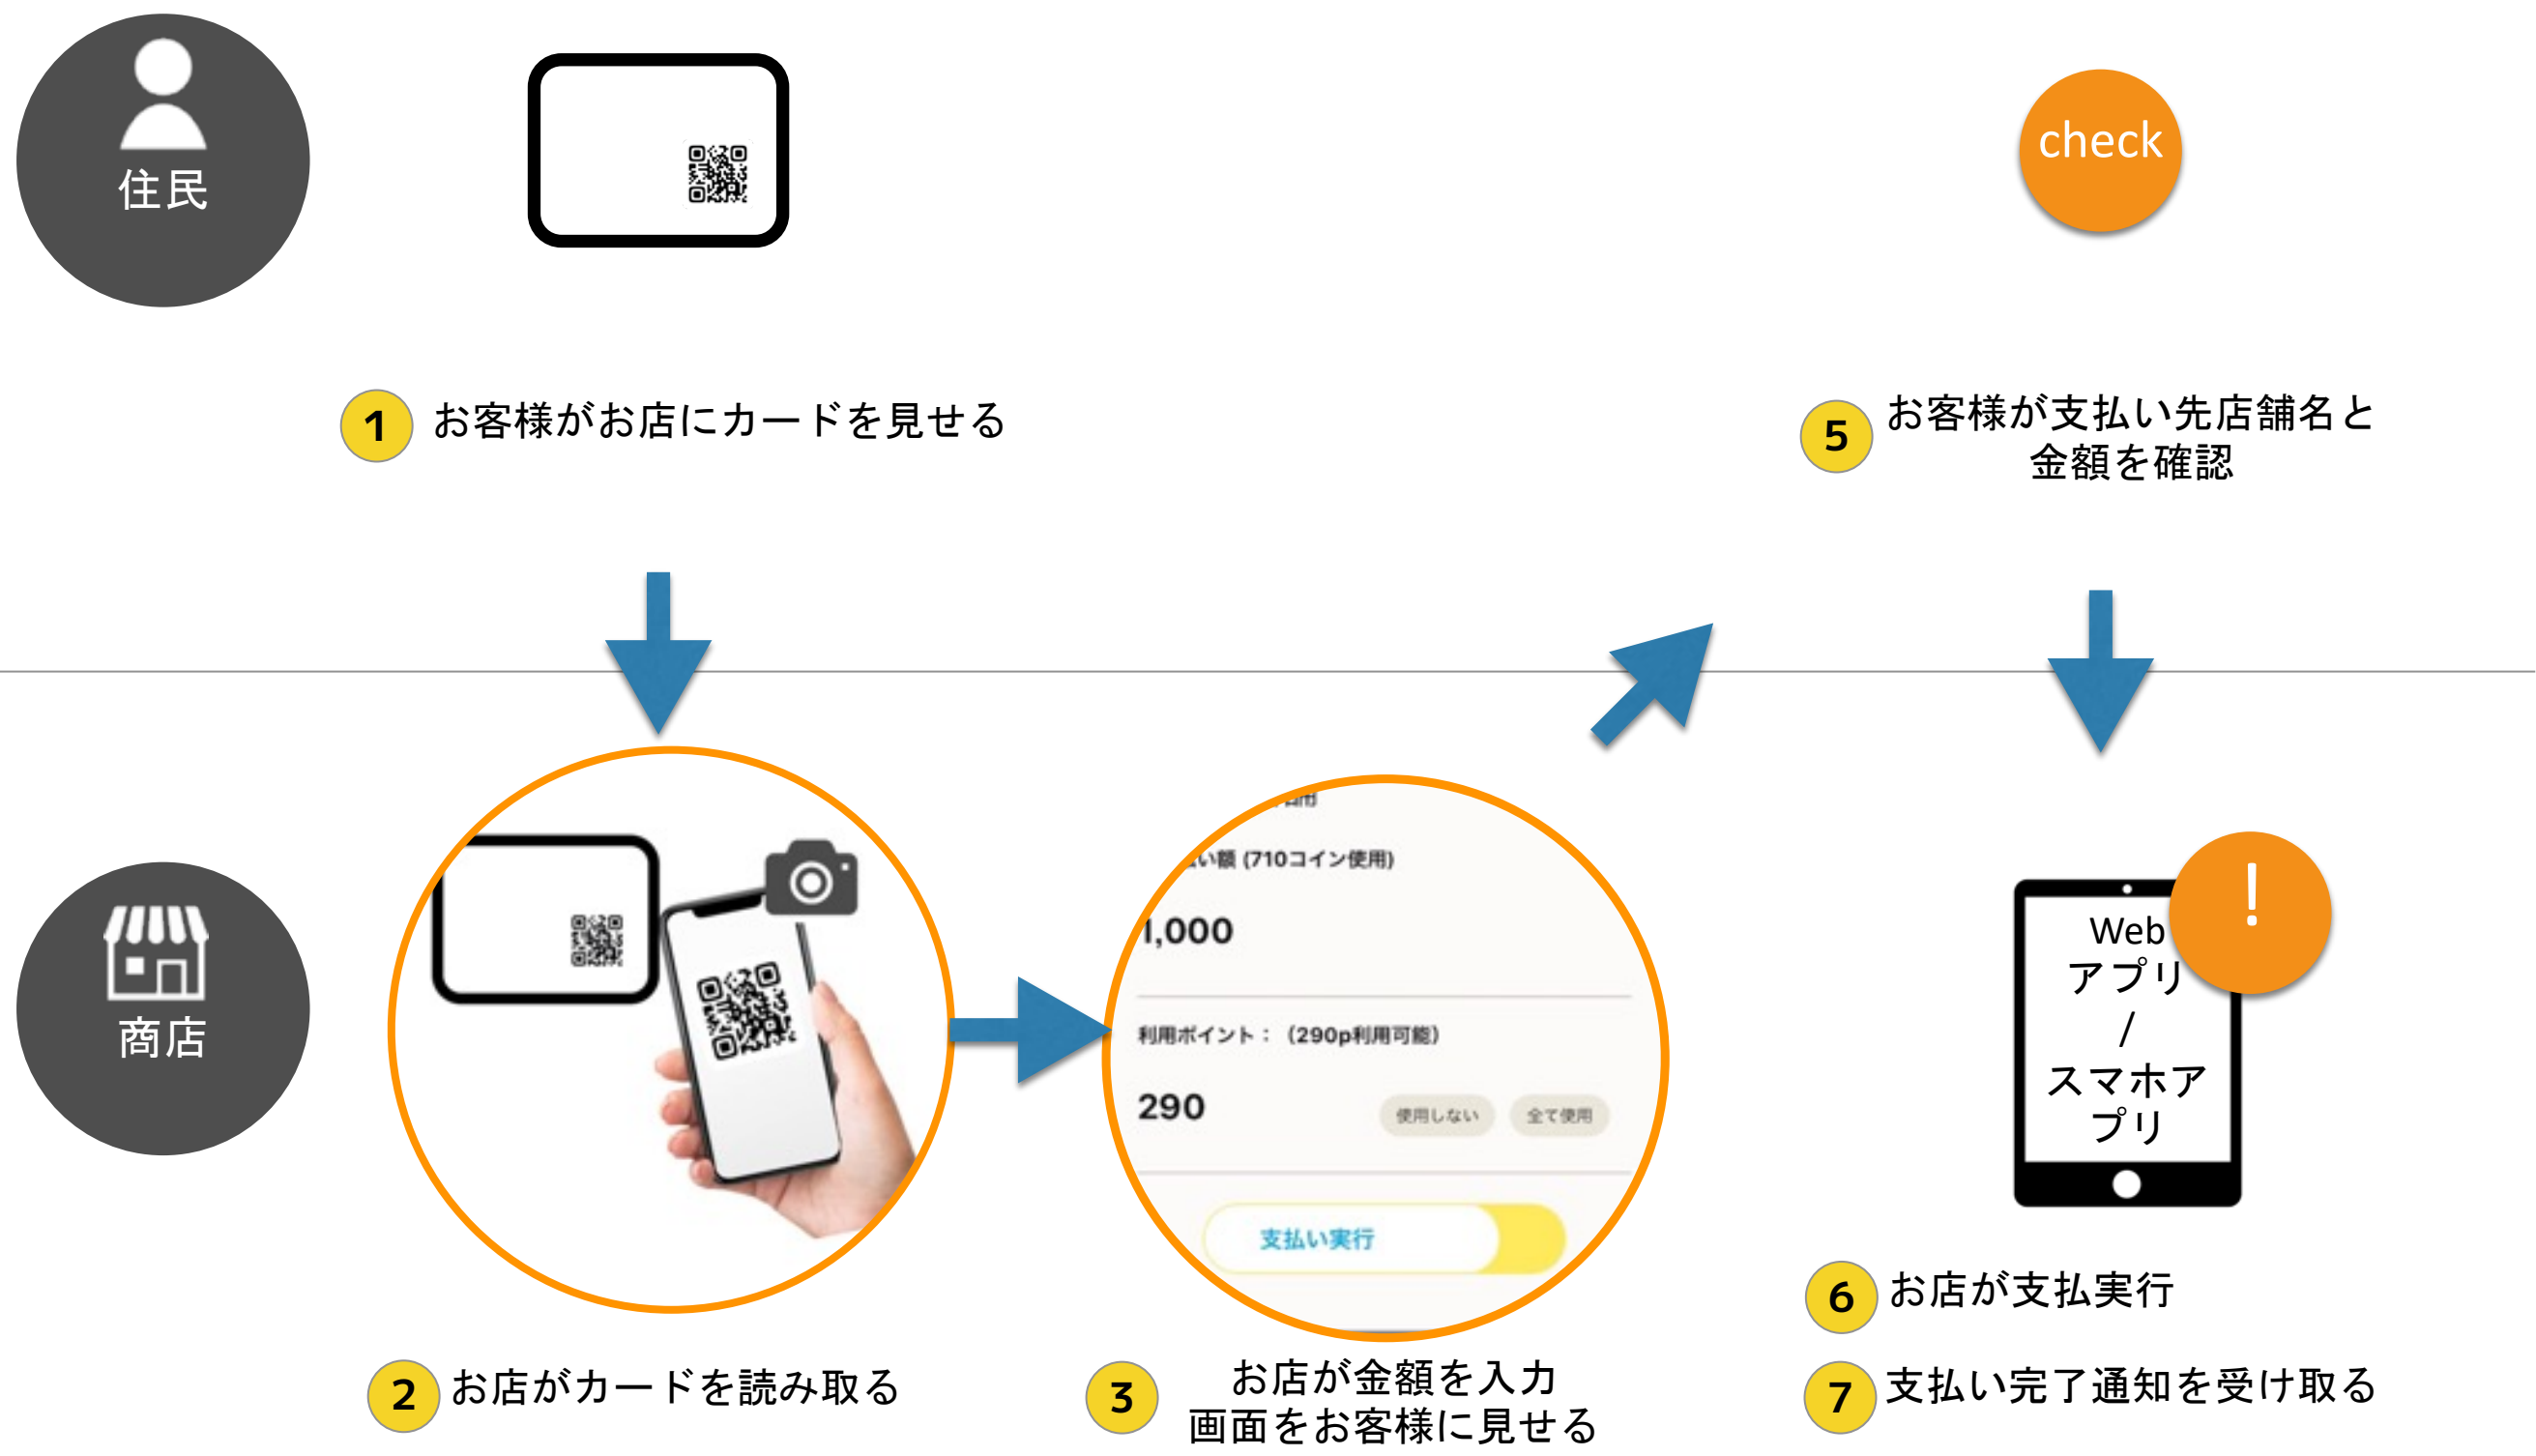 住民
check
1
お客様がお店にカードを見せる
5
お客様が支払い先店舗名と
金額を確認
商店
い額 (710コイン使用)
1,000
利用ポイント：（290p利用可能）
290
使用しない
全て使用
支払い実行
!
Web
アプリ
/
スマホア
プリ
2
お店がカードを読み取る
3
お店が金額を入力
画面をお客様に見せる
6
お店が支払実行
7
支払い完了通知を受け取る